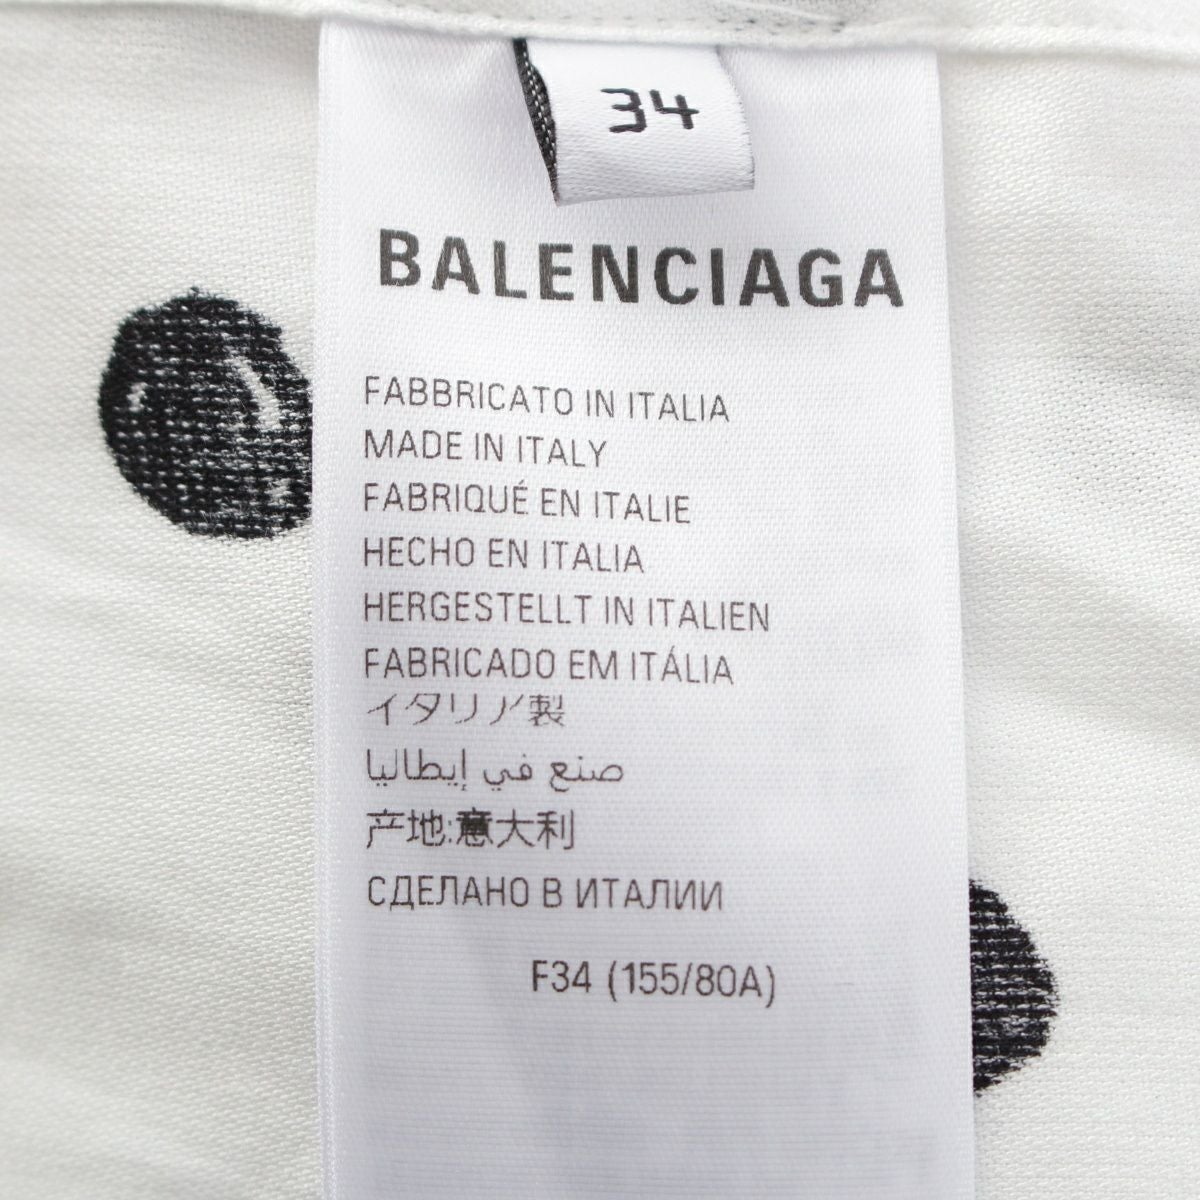 34
BALENCIAGA
FABBRICATO IN ITALIA
MADE IN ITALY
FABRIQUÉ EN ITALIE
HECHO EN ITALIA
HERGESTELLT IN ITALIEN
FABRICADO EM ITÁLIA
イタリア製
صنع في إيطاليا
产地:意大利
СДЕЛАНО В ИТАЛИИ
F34 (155/80A)